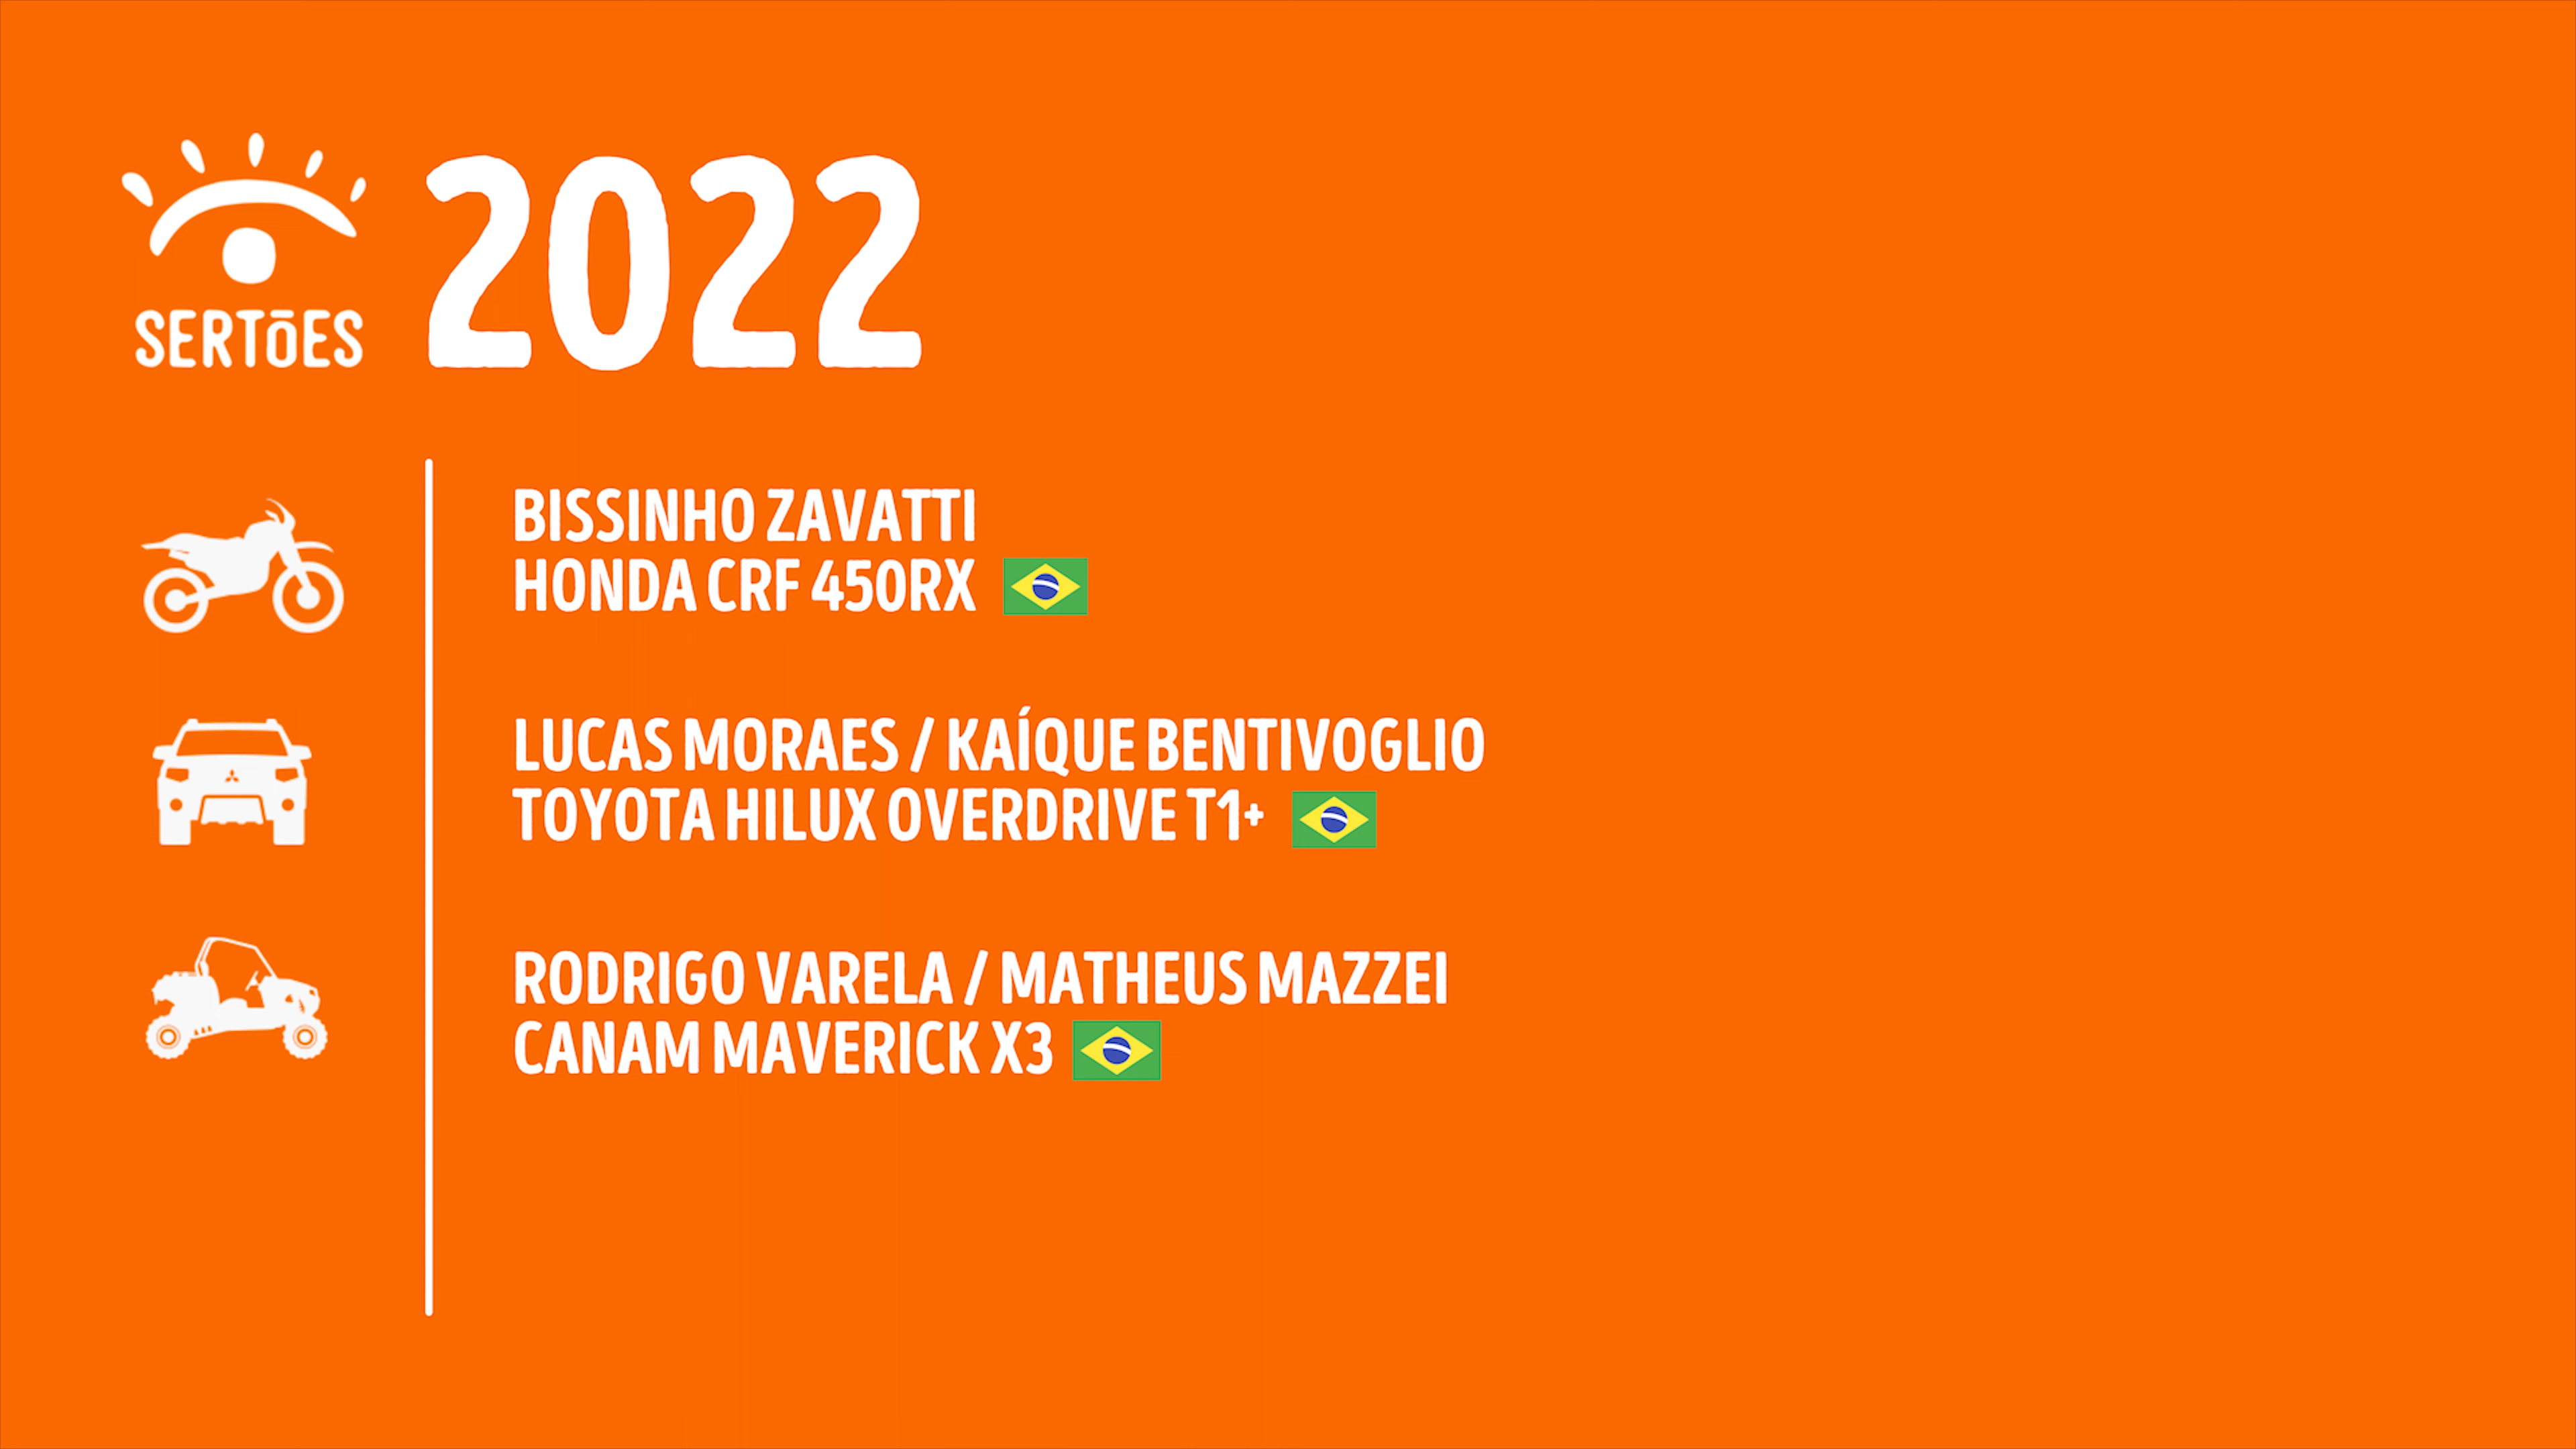 SERTÕES
2022
BISSINHO ZAVATTI
HONDA CRF 450RX
LUCAS MORAES / KAÍQUE BENTIVOGLIO
TOYOTA HILUX OVERDRIVE T1+
RODRIGO VARELA / MATHEUS MAZZEI
CANAM MAVERICK X3